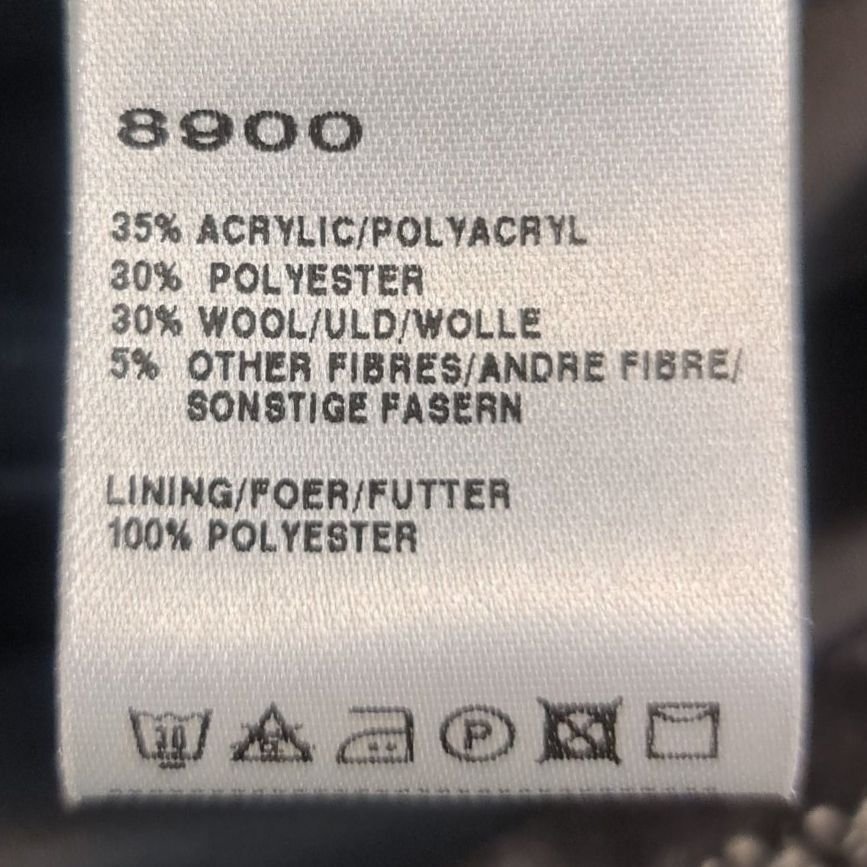 8900
35% ACRYLIC/POLYACRYL
30% POLYESTER
30% WOOL/ULD/WOLLE
5% OTHER FIBRES/ANDRE FIBRE/
SONSTIGE FASERN
LINING/FOER/FUTTER
100% POLYESTER
30 P